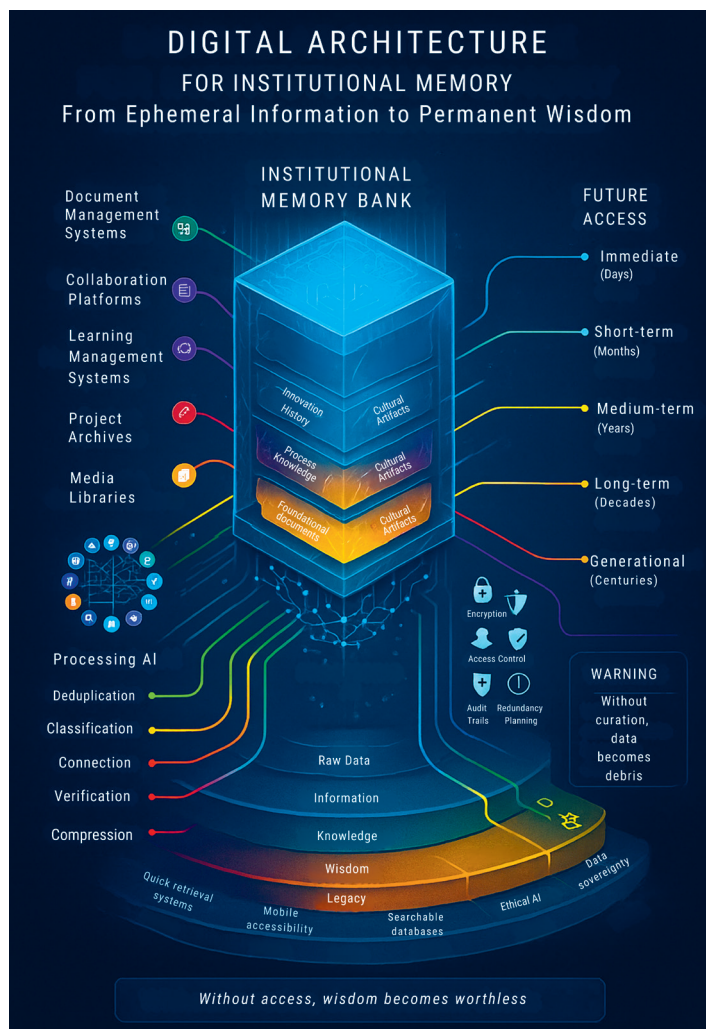 DIGITAL ARCHITECTURE
FOR INSTITUTIONAL MEMORY
From Ephemeral Information to Permanent Wisdom
INSTITUTIONAL
MEMORY BANK
Document
Management
Systems
Collaboration
Platforms
Learning
Management
Systems
Project
Archives
Media
Libraries
Innovation
History
Cultural
Artifacts
Process
Knowledge
Cultural
Artifacts
Foundational
documents
Cultural
Artifacts
FUTURE
ACCESS
Immediate
(Days)
Short-term
(Months)
Medium-term
(Years)
Long-term
(Decades)
Generational
(Centuries)
Encryption
Access Control
Audit
Trails
Redundancy
Planning
WARNING
Without
curation,
data
becomes
debris
Processing AI
Deduplication
Classification
Connection
Verification
Compression
Raw Data
Information
Knowledge
Wisdom
Legacy
Quick retrieval
systems
Mobile
accessibility
Searchable
databases
Ethical AI
Data
sovereignty
Without access, wisdom becomes worthless